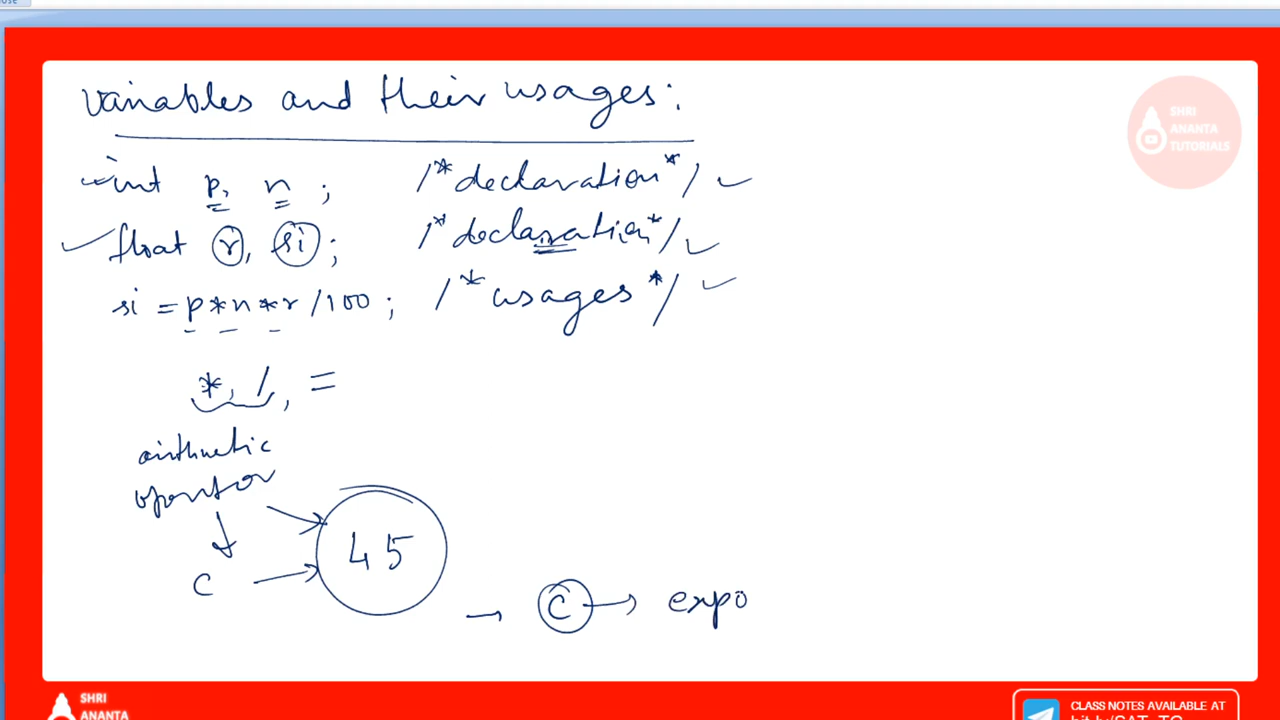 variables and their usages:
int p, n ; /*declaration*/
float r, si ; /*declaration*/
si = p*n*r/100 ; /*usages*/
*, /, =
arithmetic
operator
C
45
→ C → expo
SHRI
ANANTA
TUTORIALS
SHRI
ANANTA
CLASS NOTES AVAILABLE AT